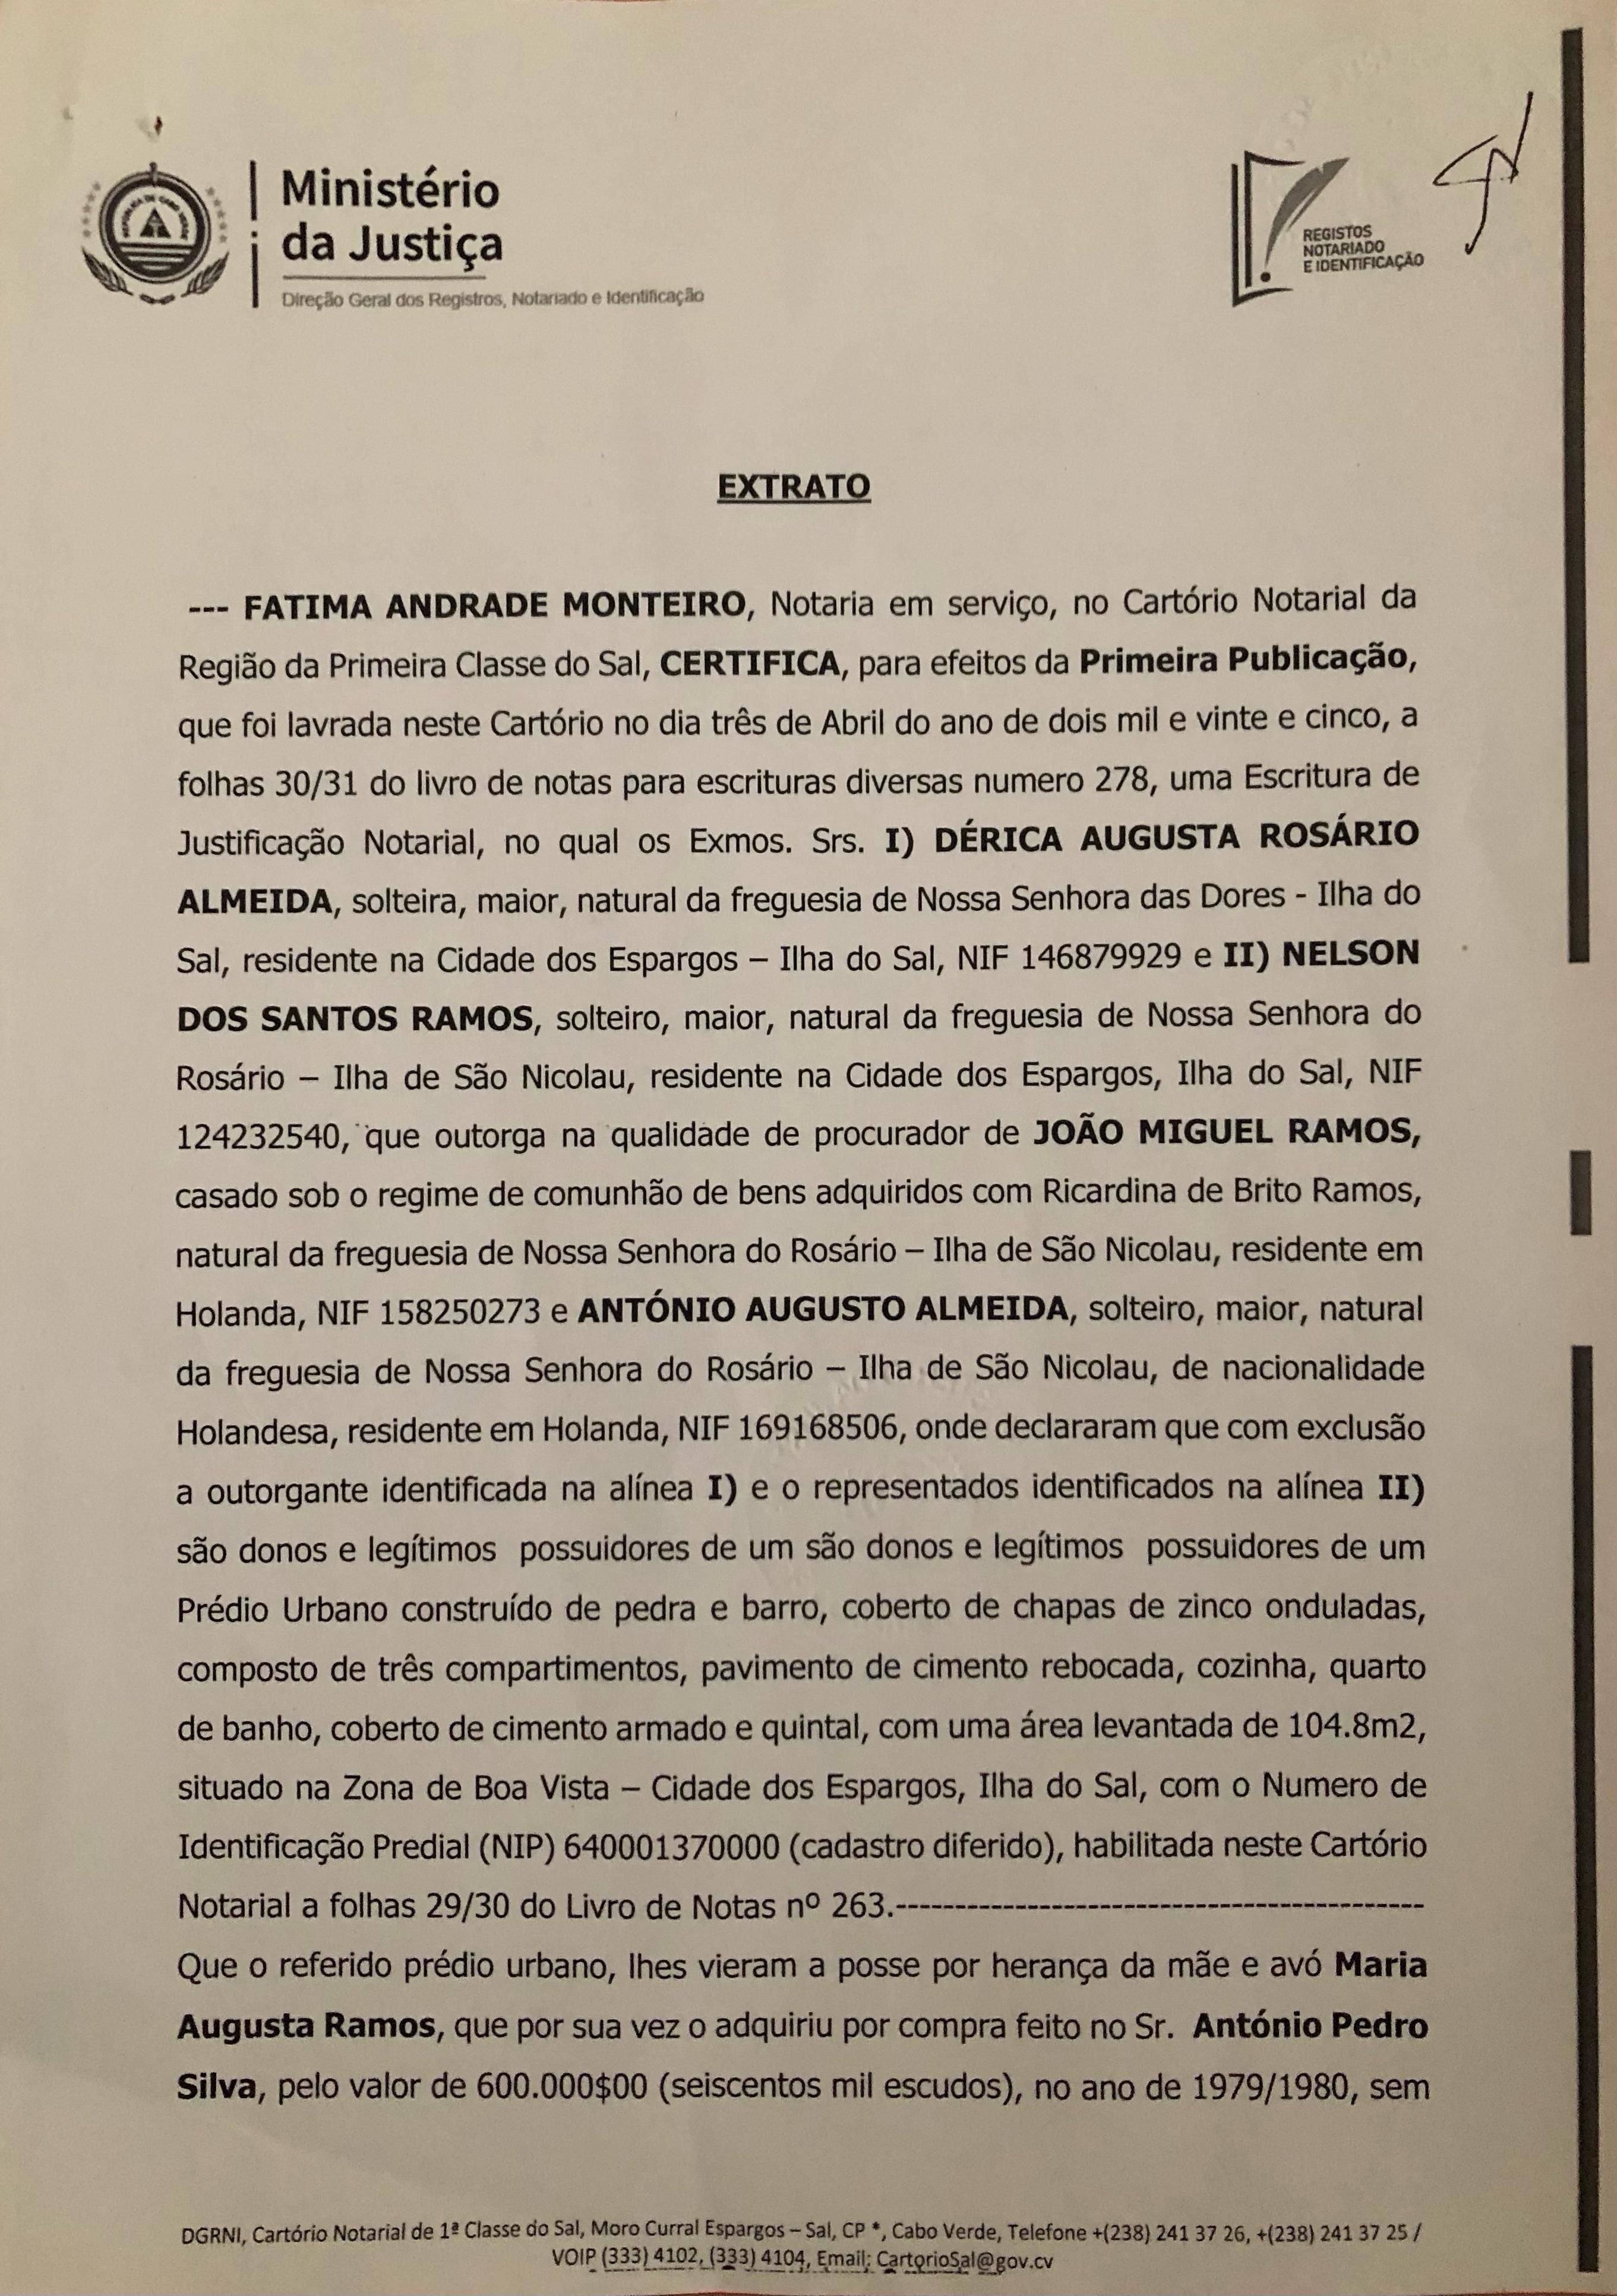 Ministério
da Justiça
Direção Geral dos Registros, Notariado e Identificação
REGISTOS
NOTARIADO
E IDENTIFICAÇÃO
EXTRATO
--- FATIMA ANDRADE MONTEIRO, Notaria em serviço, no Cartório Notarial da
Região da Primeira Classe do Sal, CERTIFICA, para efeitos da Primeira Publicação,
que foi lavrada neste Cartório no dia três de Abril do ano de dois mil e vinte e cinco, a
folhas 30/31 do livro de notas para escrituras diversas numero 278, uma Escritura de
Justificação Notarial, no qual os Exmos. Srs. I) DÉRICA AUGUSTA ROSÁRIO
ALMEIDA, solteira, maior, natural da freguesia de Nossa Senhora das Dores - Ilha do
Sal, residente na Cidade dos Espargos – Ilha do Sal, NIF 146879929 e II) NELSON
DOS SANTOS RAMOS, solteiro, maior, natural da freguesia de Nossa Senhora do
Rosário – Ilha de São Nicolau, residente na Cidade dos Espargos, Ilha do Sal, NIF
124232540, que outorga na qualidade de procurador de JOÃO MIGUEL RAMOS,
casado sob o regime de comunhão de bens adquiridos com Ricardina de Brito Ramos,
natural da freguesia de Nossa Senhora do Rosário – Ilha de São Nicolau, residente em
Holanda, NIF 158250273 e ANTÓNIO AUGUSTO ALMEIDA, solteiro, maior, natural
da freguesia de Nossa Senhora do Rosário – Ilha de São Nicolau, de nacionalidade
Holandesa, residente em Holanda, NIF 169168506, onde declararam que com exclusão
a outorgante identificada na alínea I) e o representados identificados na alínea II)
são donos e legítimos possuidores de um são donos e legítimos possuidores de um
Prédio Urbano construído de pedra e barro, coberto de chapas de zinco onduladas,
composto de três compartimentos, pavimento de cimento rebocada, cozinha, quarto
de banho, coberto de cimento armado e quintal, com uma área levantada de 104.8m2,
situado na Zona de Boa Vista – Cidade dos Espargos, Ilha do Sal, com o Numero de
Identificação Predial (NIP) 640001370000 (cadastro diferido), habilitada neste Cartório
Notarial a folhas 29/30 do Livro de Notas nº 263.--------------------------------------------
Que o referido prédio urbano, lhes vieram a posse por herança da mãe e avó Maria
Augusta Ramos, que por sua vez o adquiriu por compra feito no Sr. António Pedro
Silva, pelo valor de 600.000$00 (seiscentos mil escudos), no ano de 1979/1980, sem
DGRNI, Cartório Notarial de 1ª Classe do Sal, Moro Curral Espargos – Sal, CP *, Cabo Verde, Telefone +(238) 241 37 26, +(238) 241 37 25 /
VOIP (333) 4102, (333) 4104, Email: CartorioSal@gov.cv